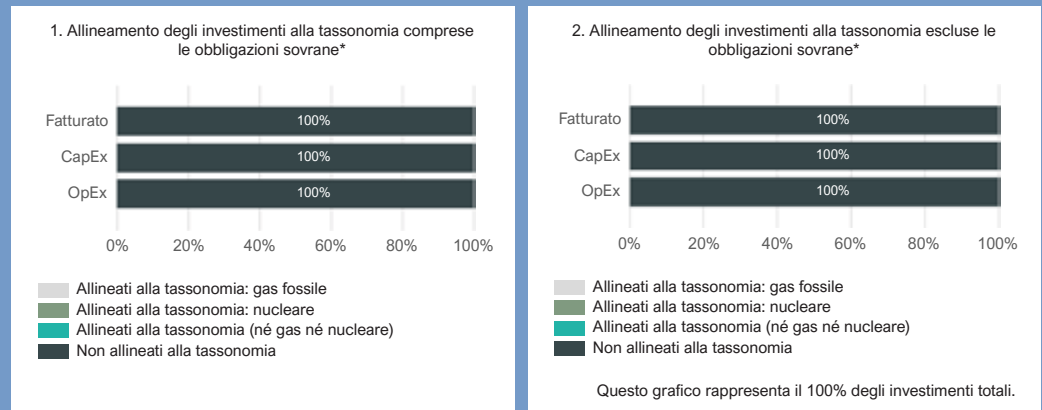 1. Allineamento degli investimenti alla tassonomia comprese
le obbligazioni sovrane*
Fatturato
100%
CapEx
100%
OpEx
100%
0% 20% 40% 60% 80% 100%
Allineati alla tassonomia: gas fossile
Allineati alla tassonomia: nucleare
Allineati alla tassonomia (né gas né nucleare)
Non allineati alla tassonomia
2. Allineamento degli investimenti alla tassonomia escluse le
obbligazioni sovrane*
Fatturato
100%
CapEx
100%
OpEx
100%
0% 20% 40% 60% 80% 100%
Allineati alla tassonomia: gas fossile
Allineati alla tassonomia: nucleare
Allineati alla tassonomia (né gas né nucleare)
Non allineati alla tassonomia
Questo grafico rappresenta il 100% degli investimenti totali.